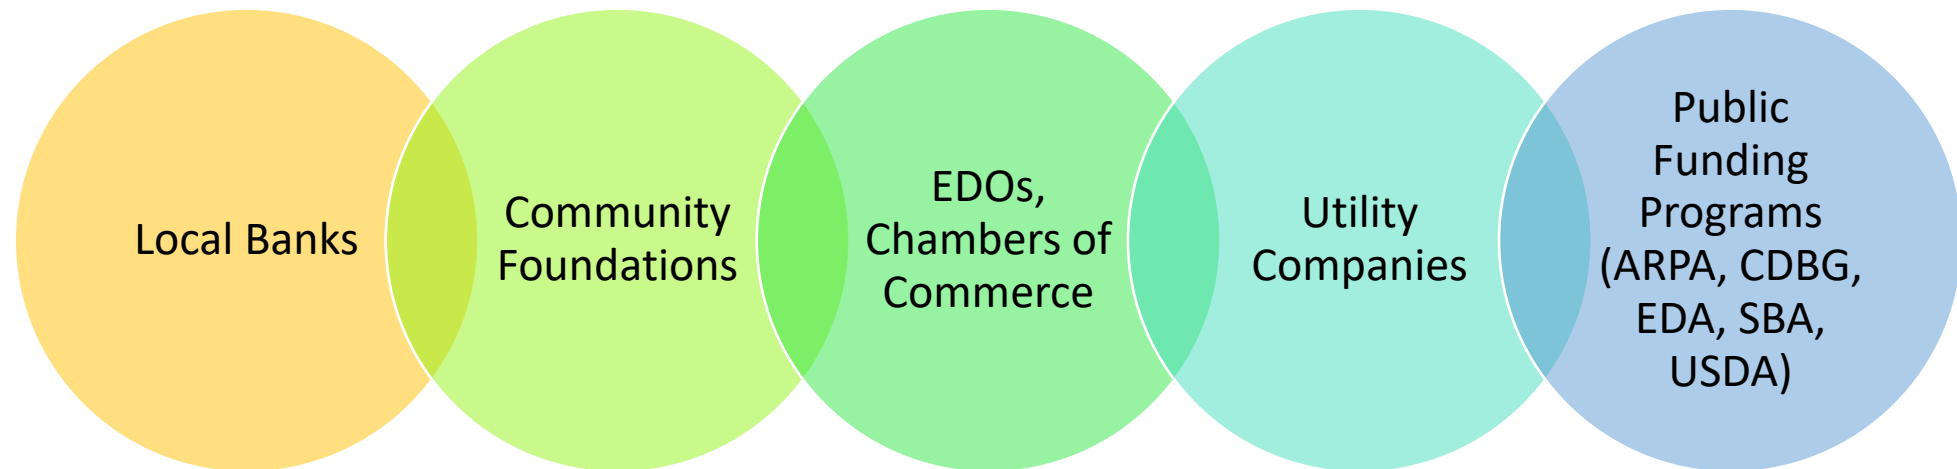 Local Banks
Community
Foundations
EDOs,
Chambers of
Commerce
Utility
Companies
Public
Funding
Programs
(ARPA, CDBG,
EDA, SBA,
USDA)